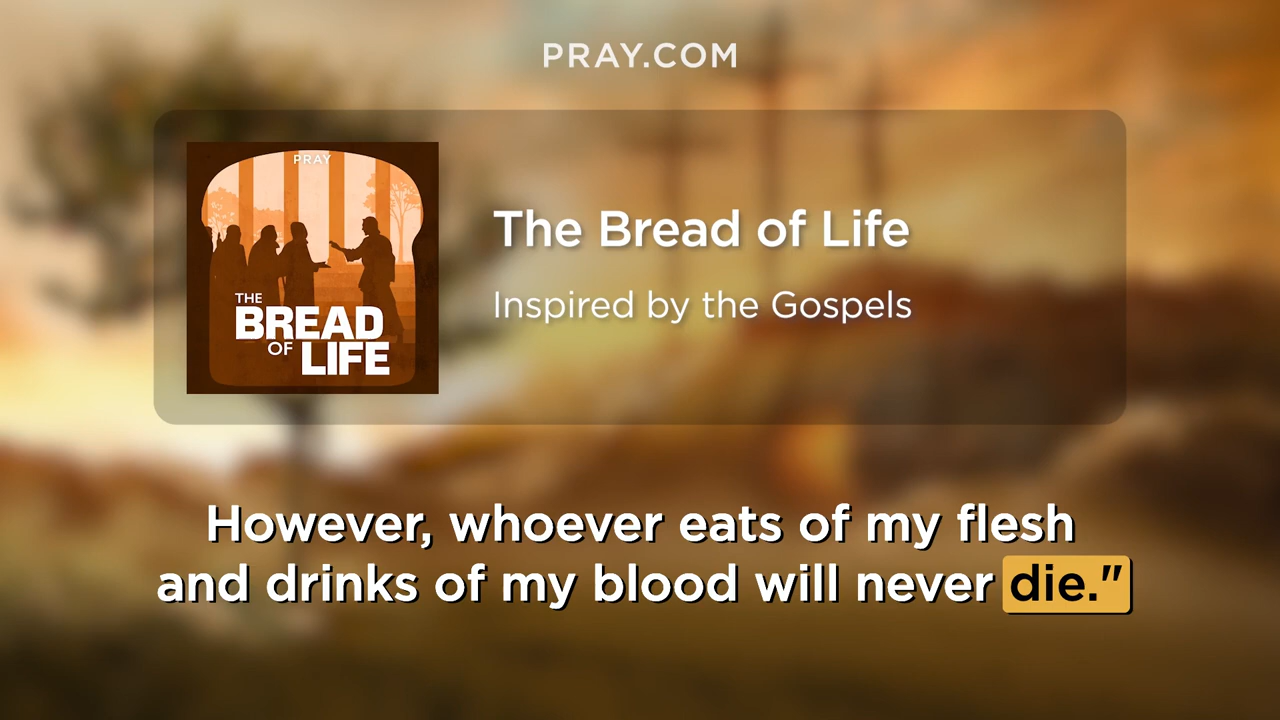 PRAY.COM
PRAY
THE
BREAD
OF LIFE
The Bread of Life
Inspired by the Gospels
However, whoever eats of my flesh
and drinks of my blood will never die."